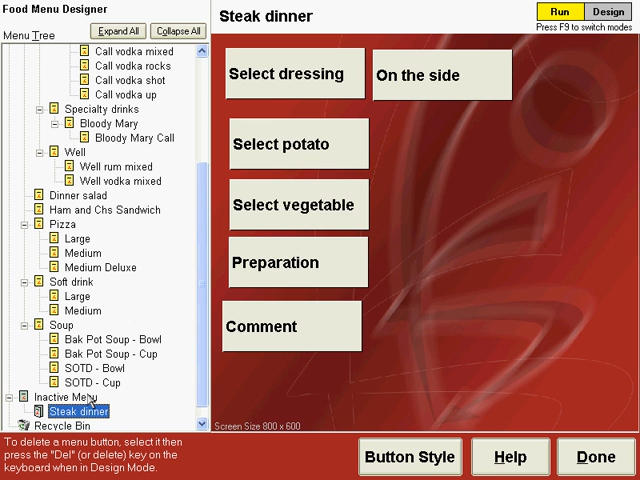 Food Menu Designer
Menu Tree
Expand All
Collapse All
Call vodka mixed
Call vodka rocks
Call vodka shot
Call vodka up
Specialty drinks
Bloody Mary
Bloody Mary Call
Well
Well rum mixed
Well vodka mixed
Dinner salad
Ham and Chs Sandwich
Pizza
Large
Medium
Medium Deluxe
Soft drink
Large
Medium
Soup
Bak Pot Soup - Bowl
Bak Pot Soup - Cup
SOTD - Bowl
SOTD - Cup
Inactive Menu
Steak dinner
Recycle Bin
To delete a menu button, select it then
press the "Del" (or delete) key on the
keyboard when in Design Mode.
Steak dinner
Run
Design
Press F9 to switch modes
Select dressing
On the side
Select potato
Select vegetable
Preparation
Comment
Screen Size 800 x 600
Button Style
Help
Done